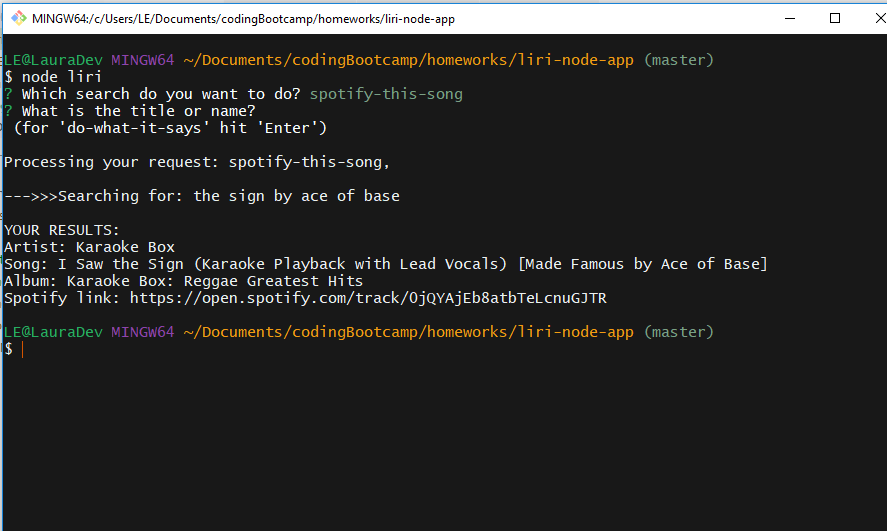 MINGW64:/c/Users/LE/Documents/codingBootcamp/homeworks/liri-node-app
LE@LauraDev MINGW64 ~/Documents/codingBootcamp/homeworks/liri-node-app (master)
$ node liri
? Which search do you want to do? spotify-this-song
? What is the title or name?
(for 'do-what-it-says' hit 'Enter')
Processing your request: spotify-this-song,
--->>>Searching for: the sign by ace of base
YOUR RESULTS:
Artist: Karaoke Box
Song: I Saw the Sign (Karaoke Playback with Lead Vocals) [Made Famous by Ace of Base]
Album: Karaoke Box: Reggae Greatest Hits
Spotify link: https://open.spotify.com/track/0jQYAjEb8atbTeLcnuGJTR
LE@LauraDev MINGW64 ~/Documents/codingBootcamp/homeworks/liri-node-app (master)
$